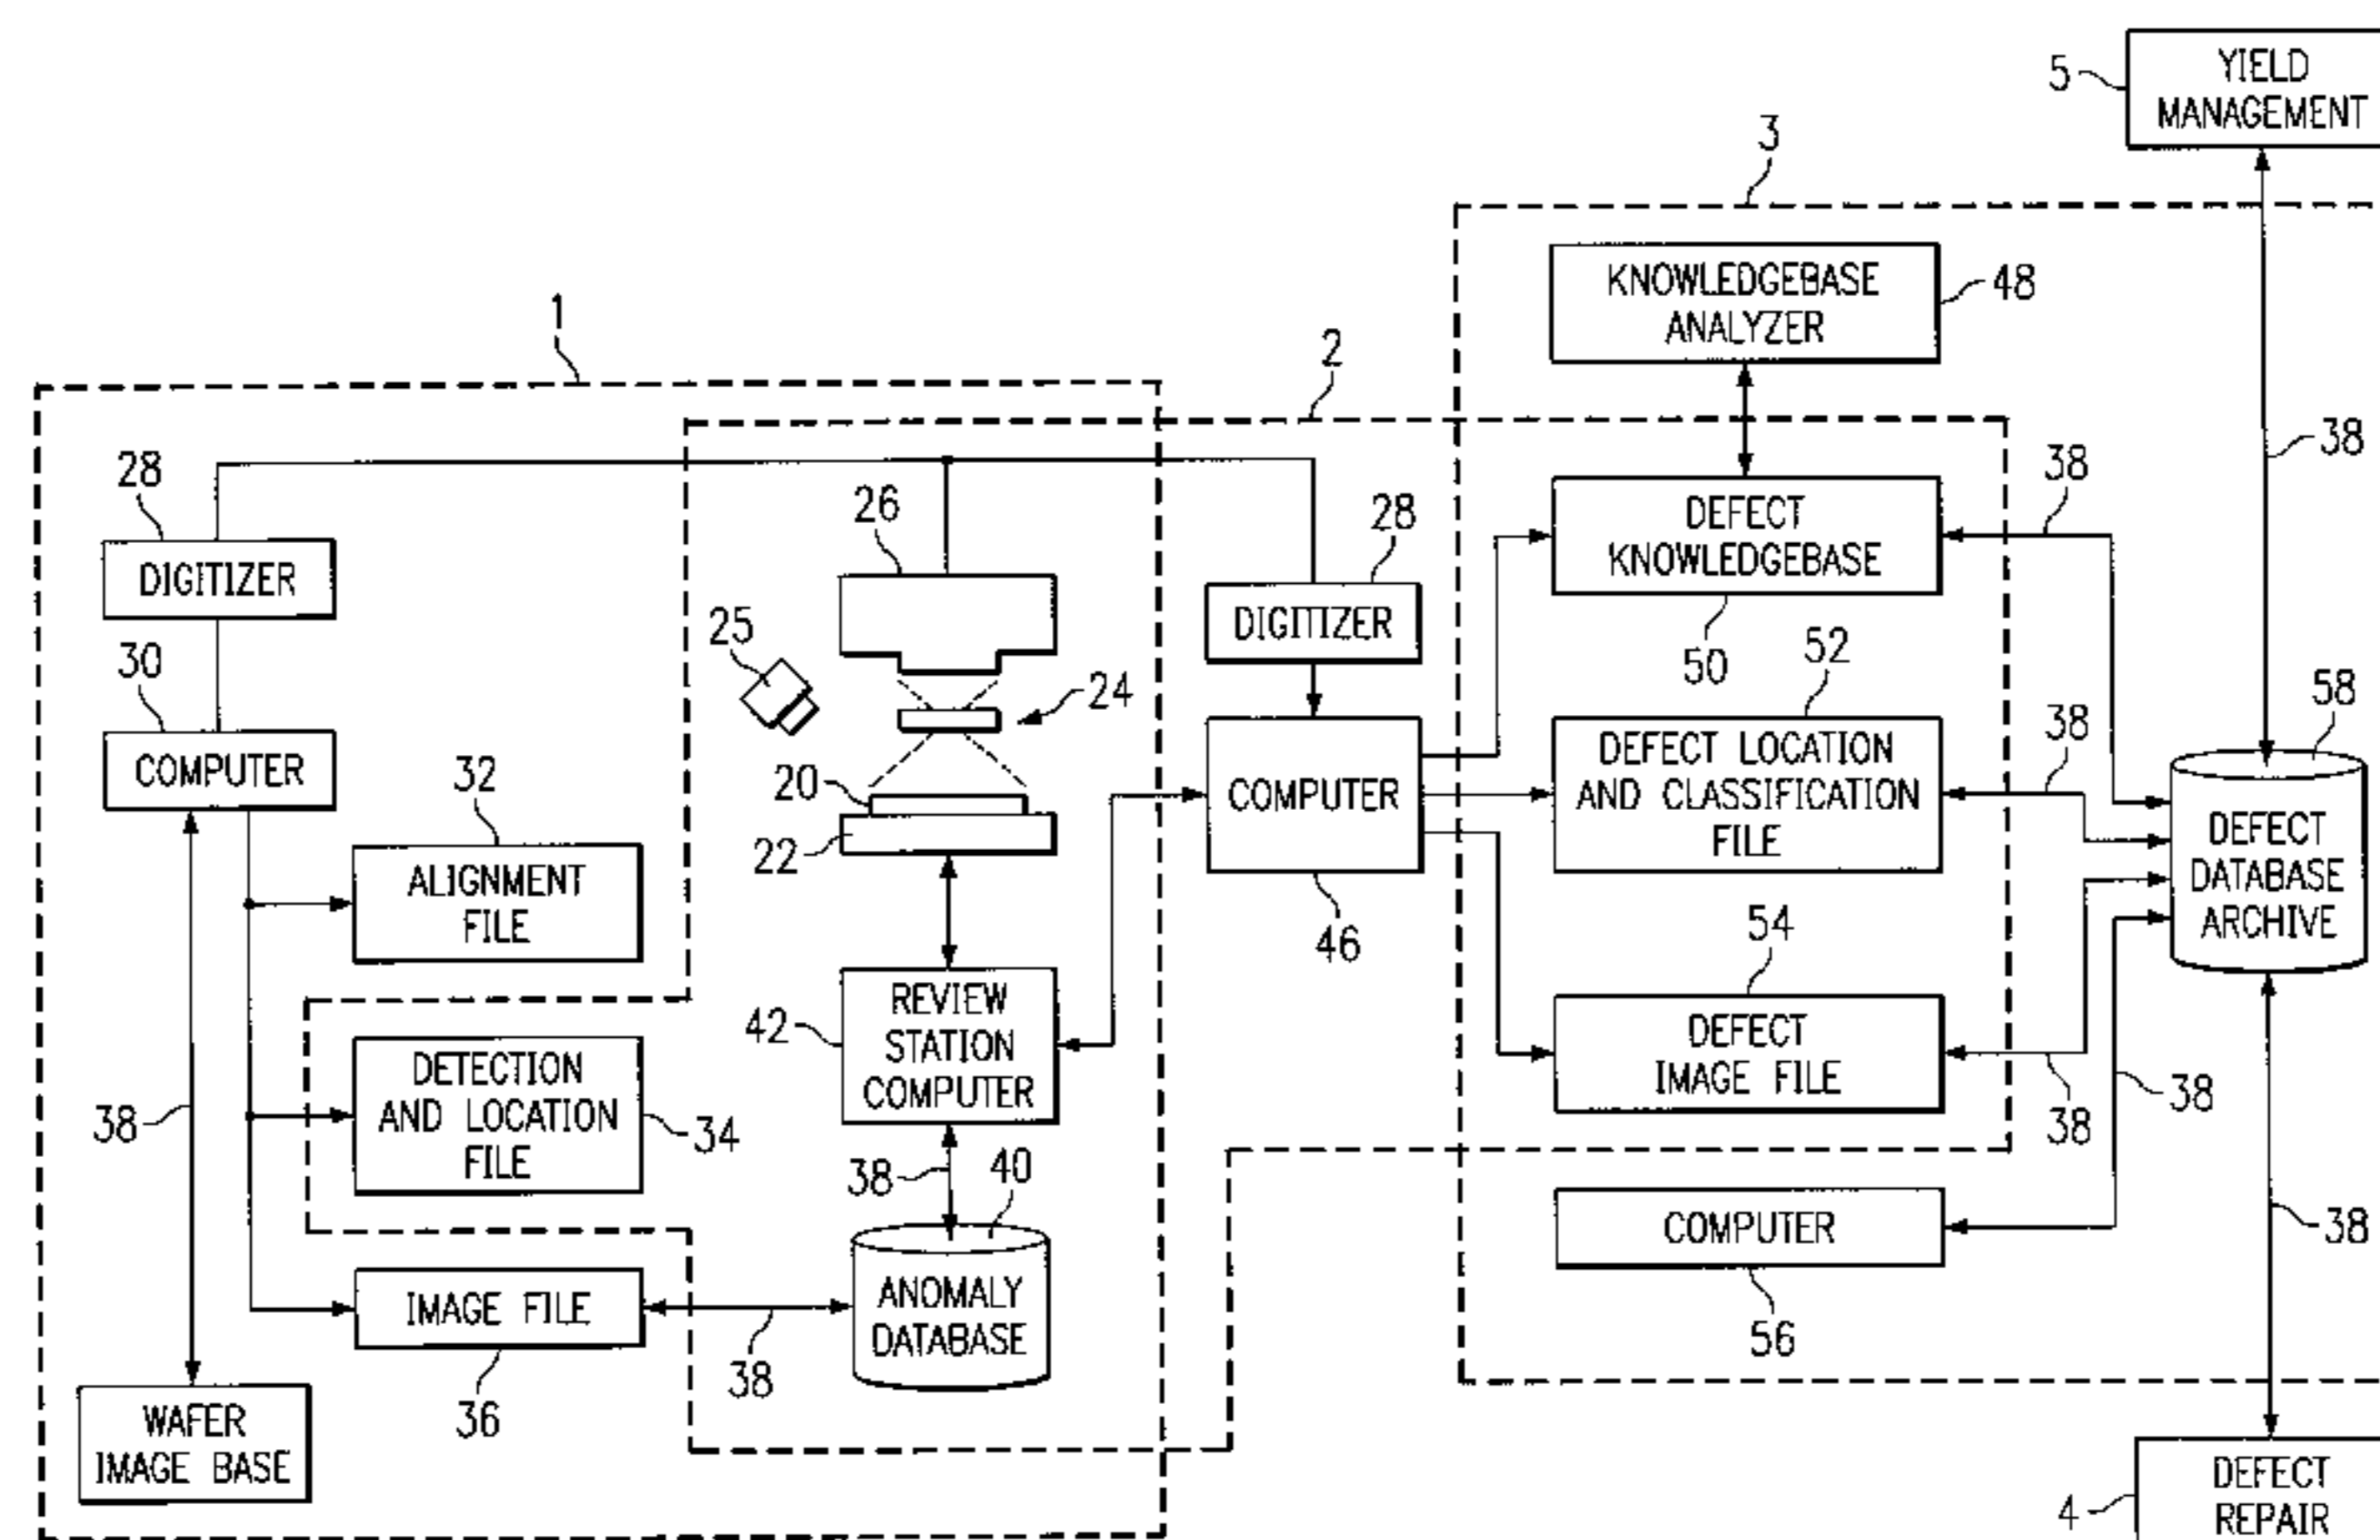 5
YIELD
MANAGEMENT
3
KNOWLEDGEBASE
ANALYZER
48
1
2
38
28
26
28
38
DEFECT
KNOWLEDGEBASE
DIGITIZER
25
DIGITIZER
50
52
30
24
38
58
COMPUTER
32
20
COMPUTER
DEFECT LOCATION
AND CLASSIFICATION
FILE
DEFECT
DATABASE
ARCHIVE
22
ALIGNMENT
FILE
46
54
42
REVIEW
STATION
COMPUTER
DEFECT
IMAGE FILE
38
DETECTION
AND LOCATION
FILE
34
38
38
38
40
COMPUTER
38
IMAGE FILE
ANOMALY
DATABASE
56
38
36
WAFER
IMAGE BASE
4
DEFECT
REPAIR